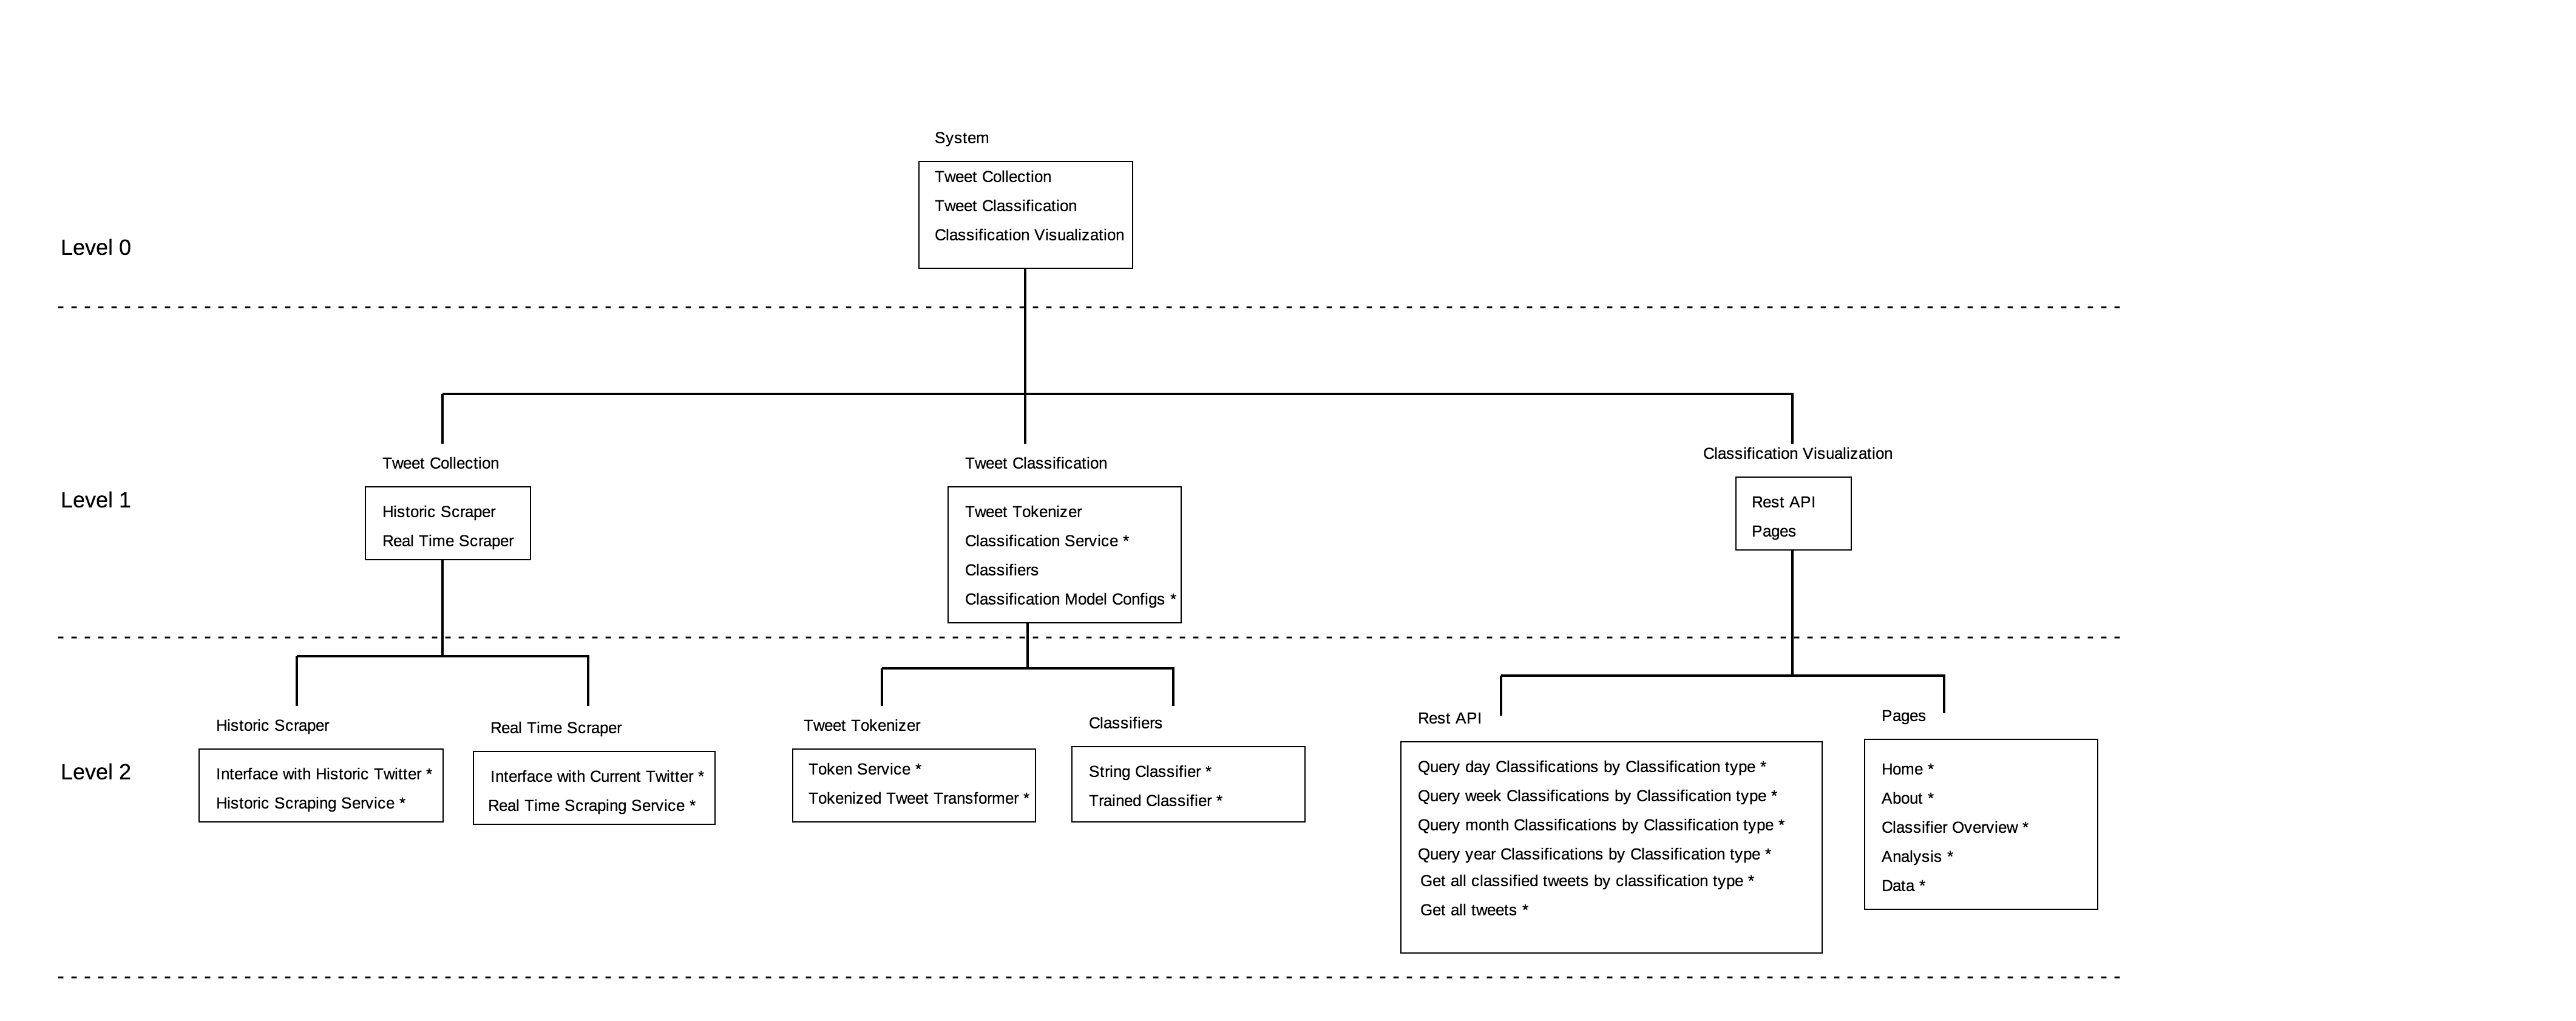 System
Tweet Collection
Tweet Classification
Classification Visualization
Level 0
Tweet Collection
Historic Scraper
Real Time Scraper
Tweet Classification
Tweet Tokenizer
Classification Service *
Classifiers
Classification Model Configs *
Classification Visualization
Rest API
Pages
Level 1
Historic Scraper
Interface with Historic Twitter *
Historic Scraping Service *
Real Time Scraper
Interface with Current Twitter *
Real Time Scraping Service *
Tweet Tokenizer
Token Service *
Tokenized Tweet Transformer *
Classifiers
String Classifier *
Trained Classifier *
Rest API
Query day Classifications by Classification type *
Query week Classifications by Classification type *
Query month Classifications by Classification type *
Query year Classifications by Classification type *
Get all classified tweets by classification type *
Get all tweets *
Pages
Home *
About *
Classifier Overview *
Analysis *
Data *
Level 2